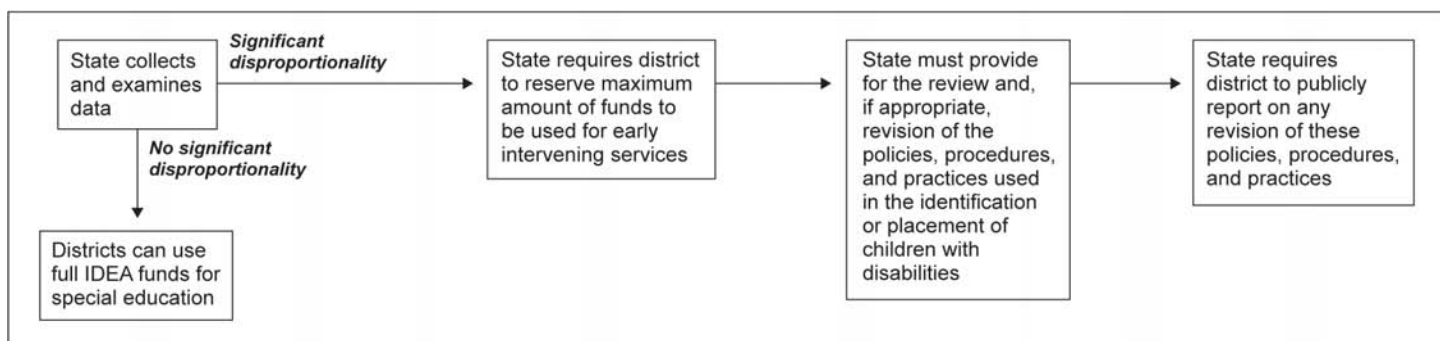 State collects
and examines
data
Significant
disproportionality
No significant
disproportionality
Districts can use
full IDEA funds for
special education
State requires district
to reserve maximum
amount of funds to
be used for early
intervening services
State must provide
for the review and,
if appropriate,
revision of the
policies, procedures,
and practices used
in the identification
or placement of
children with
disabilities
State requires
district to publicly
report on any
revision of these
policies, procedures,
and practices